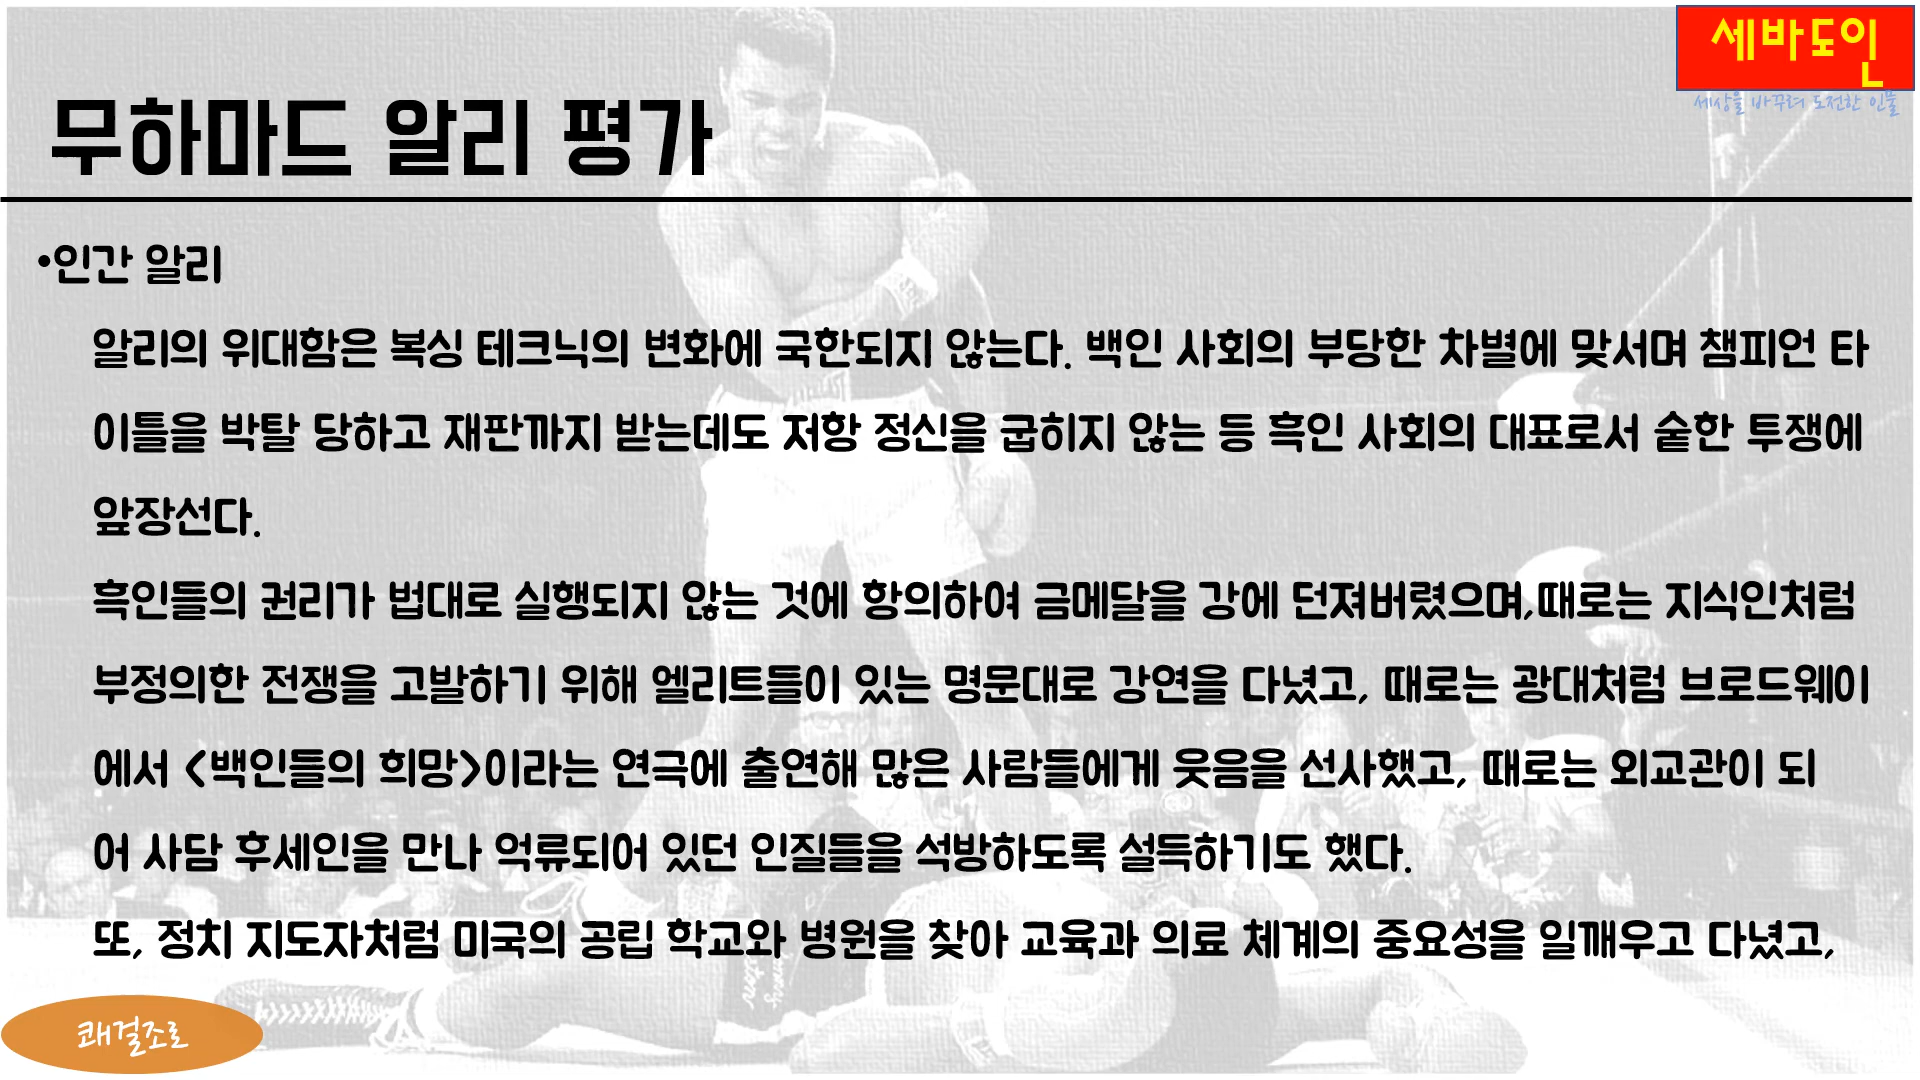 세바도인
세상을 바꾸려 도전한 인물
무하마드 알리 평가
•인간 알리
알리의 위대함은 복싱 테크닉의 변화에 국한되지 않는다. 백인 사회의 부당한 차별에 맞서며 챔피언 타
이틀을 박탈 당하고 재판까지 받는데도 저항 정신을 굽히지 않는 등 흑인 사회의 대표로서 숱한 투쟁에
앞장선다.
흑인들의 권리가 법대로 실행되지 않는 것에 항의하여 금메달을 강에 던져버렸으며,때로는 지식인처럼
부정의한 전쟁을 고발하기 위해 엘리트들이 있는 명문대로 강연을 다녔고, 때로는 광대처럼 브로드웨이
에서 <백인들의 희망>이라는 연극에 출연해 많은 사람들에게 웃음을 선사했고, 때로는 외교관이 되
어 사담 후세인을 만나 억류되어 있던 인질들을 석방하도록 설득하기도 했다.
또, 정치 지도자처럼 미국의 공립 학교와 병원을 찾아 교육과 의료 체계의 중요성을 일깨우고 다녔고,
쾌걸조로